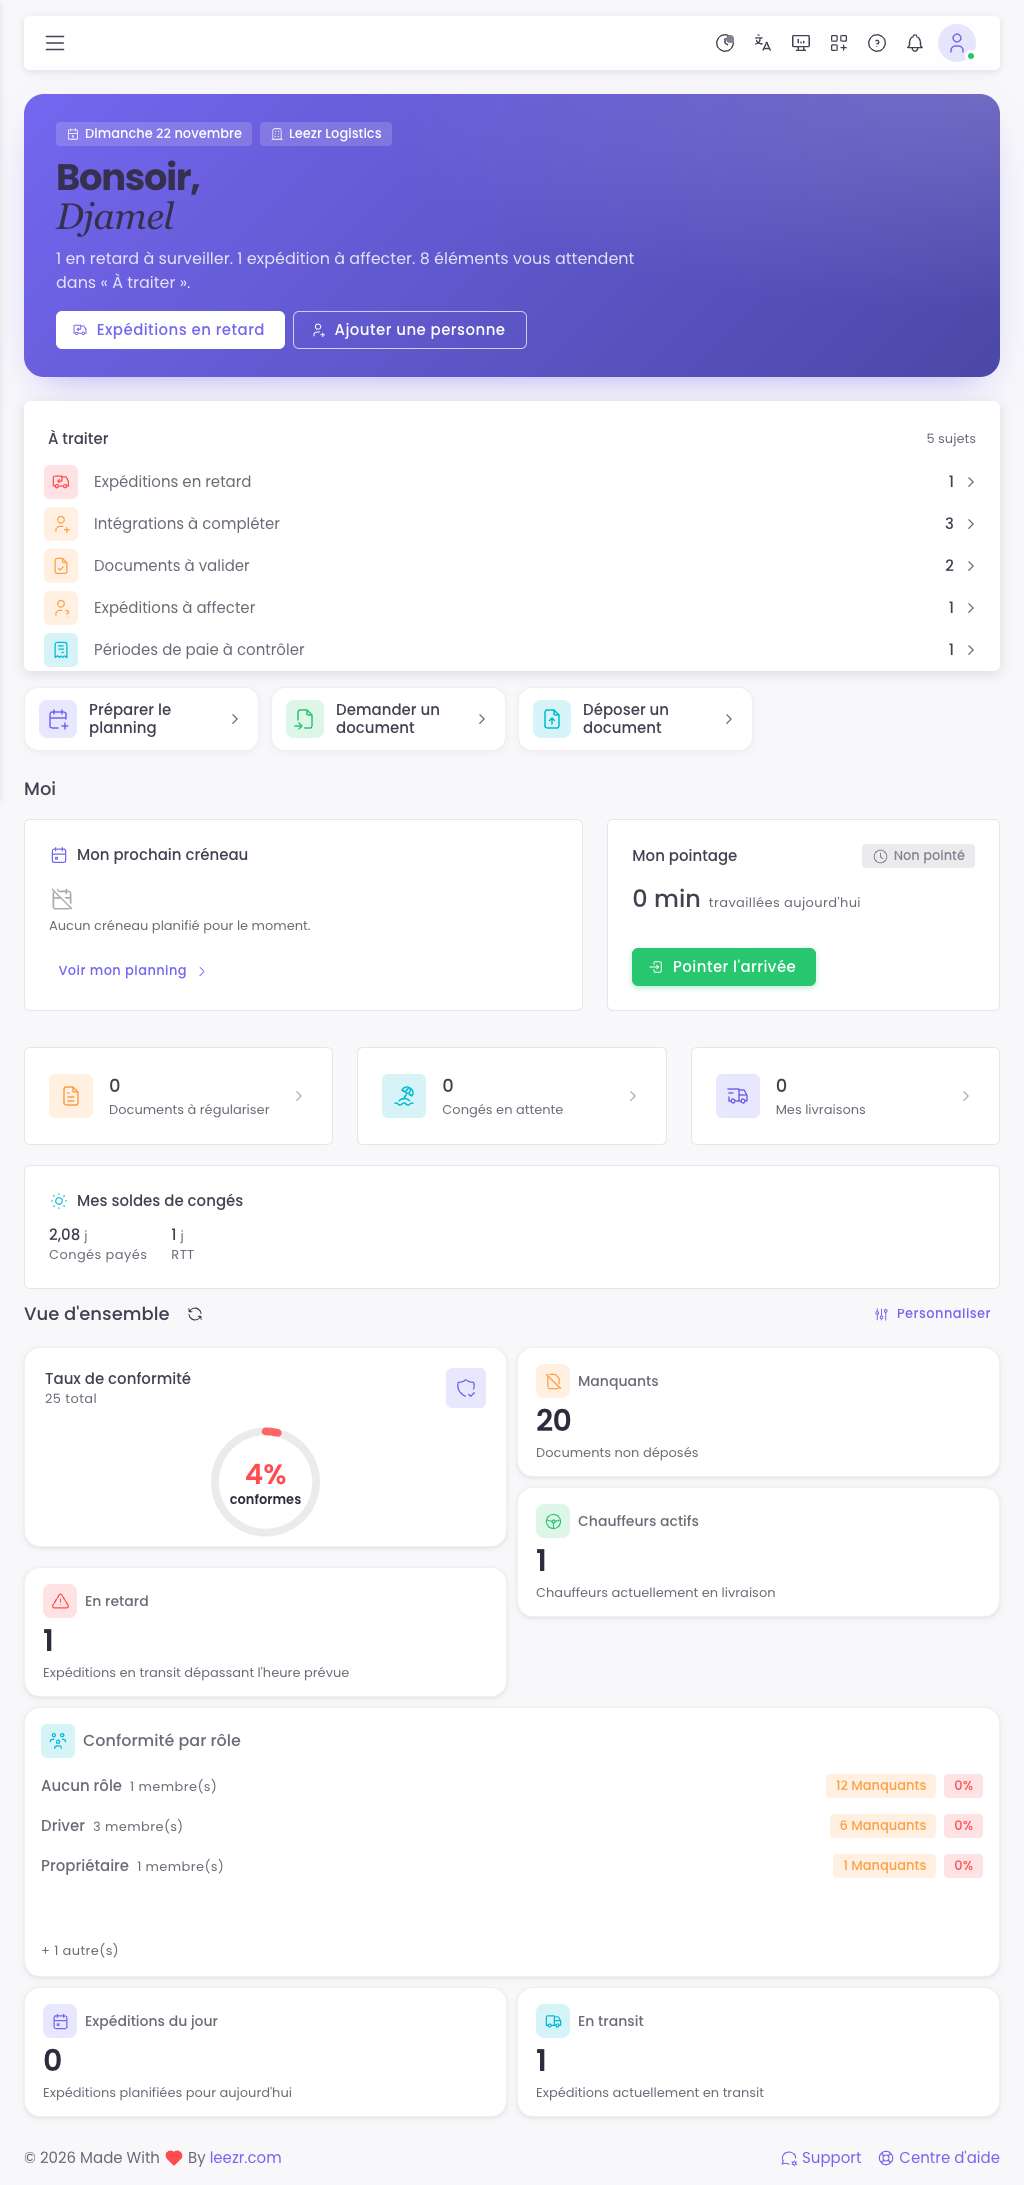 Dimanche 22 novembre
Leezr Logistics
Bonsoir,
Djamel
1 en retard à surveiller. 1 expédition à affecter. 8 éléments vous attendent
dans « À traiter ».
Expéditions en retard
Ajouter une personne
À traiter
5 sujets
Expéditions en retard
1
Intégrations à compléter
3
Documents à valider
2
Expéditions à affecter
1
Périodes de paie à contrôler
1
Préparer le
planning
Demander un
document
Déposer un
document
Moi
Mon prochain créneau
Aucun créneau planifié pour le moment.
Voir mon planning
Mon pointage
Non pointé
0 min travaillées aujourd'hui
Pointer l'arrivée
0
Documents à régulariser
0
Congés en attente
0
Mes livraisons
Mes soldes de congés
2,08 j
Congés payés
1 j
RTT
Vue d'ensemble
Personnaliser
Taux de conformité
25 total
4%
conformes
Manquants
20
Documents non déposés
Chauffeurs actifs
1
Chauffeurs actuellement en livraison
En retard
1
Expéditions en transit dépassant l'heure prévue
Conformité par rôle
Aucun rôle 1 membre(s)
12 Manquants
0%
Driver 3 membre(s)
6 Manquants
0%
Propriétaire 1 membre(s)
1 Manquants
0%
+ 1 autre(s)
Expéditions du jour
0
Expéditions planifiées pour aujourd'hui
En transit
1
Expéditions actuellement en transit
© 2026 Made With By leezr.com
Support
Centre d'aide